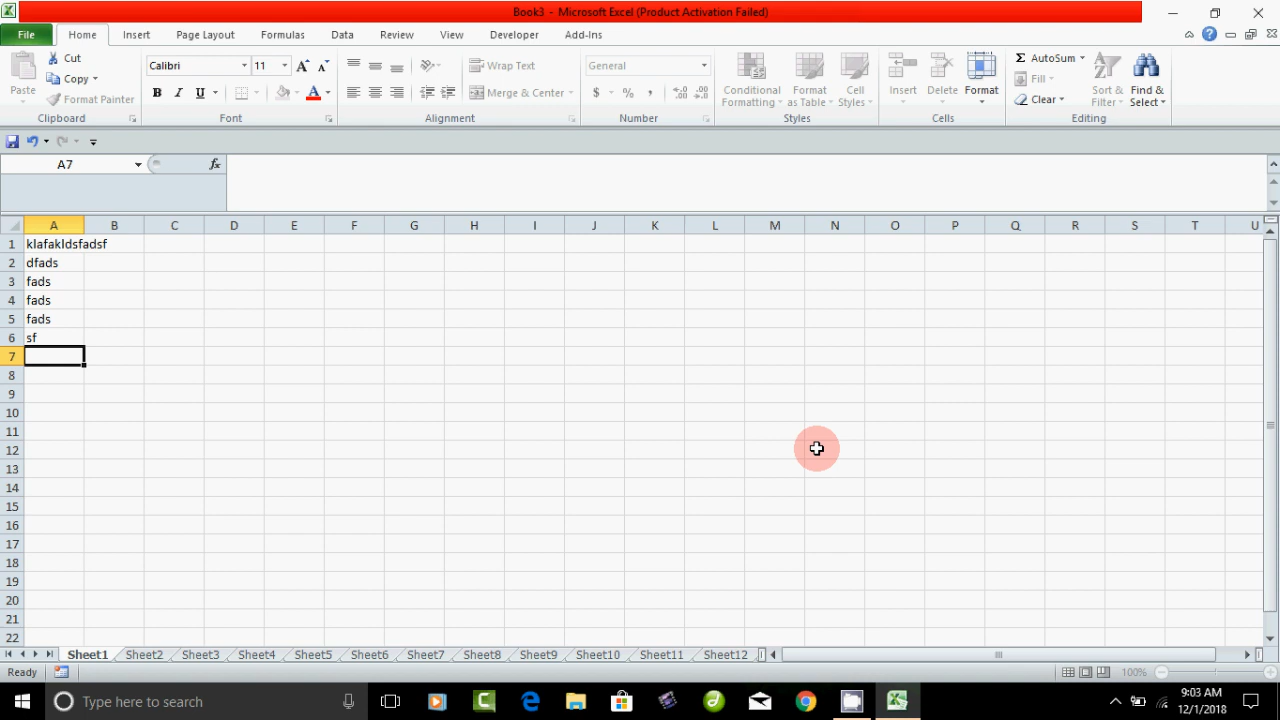 Book3 - Microsoft Excel (Product Activation Failed)
File Home Insert Page Layout Formulas Data Review View Developer Add-Ins
Paste
Cut
Copy
Format Painter
Clipboard
Calibri 11
B I U
Font
Wrap Text
Merge & Center
Alignment
General
$ % ,
Number
Conditional Formatting
Format as Table
Cell Styles
Styles
Insert Delete Format
Cells
Σ AutoSum
Fill
Clear
Sort & Filter
Find & Select
Editing
A7 fx
A B C D E F G H I J K L M N O P Q R S T U
1 klafakldsfadsf
2 dfads
3 fads
4 fads
5 fads
6 sf
7
8
9
10
11
12
13
14
15
16
17
18
19
20
21
22
Sheet1 Sheet2 Sheet3 Sheet4 Sheet5 Sheet6 Sheet7 Sheet8 Sheet9 Sheet10 Sheet11 Sheet12
Ready 100%
Type here to search
9:03 AM
12/1/2018